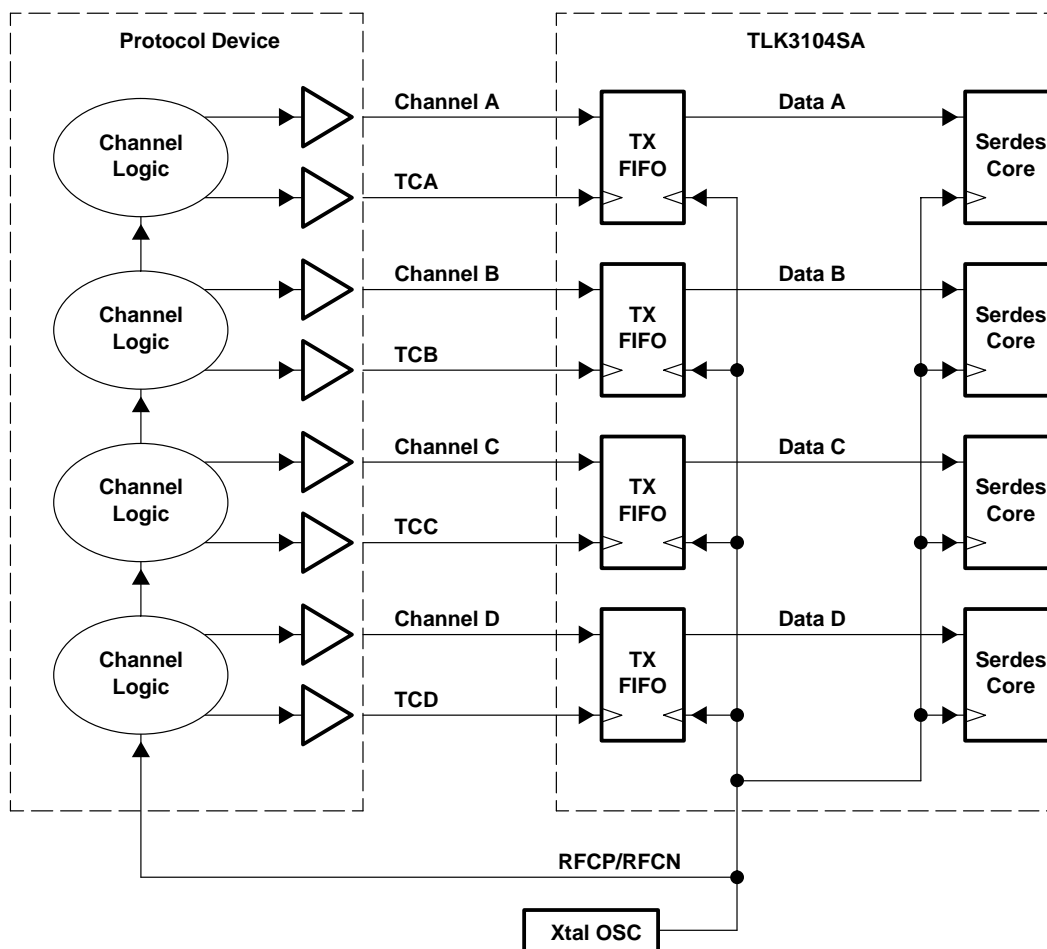 Protocol Device
TLK3104SA
Channel A
Data A
Channel
Logic
TX
FIFO
Serdes
Core
TCA
Channel B
Data B
Channel
Logic
TX
FIFO
Serdes
Core
TCB
Channel C
Data C
Channel
Logic
TX
FIFO
Serdes
Core
TCC
Channel D
Data D
Channel
Logic
TX
FIFO
Serdes
Core
TCD
RFCP/RFCN
Xtal OSC